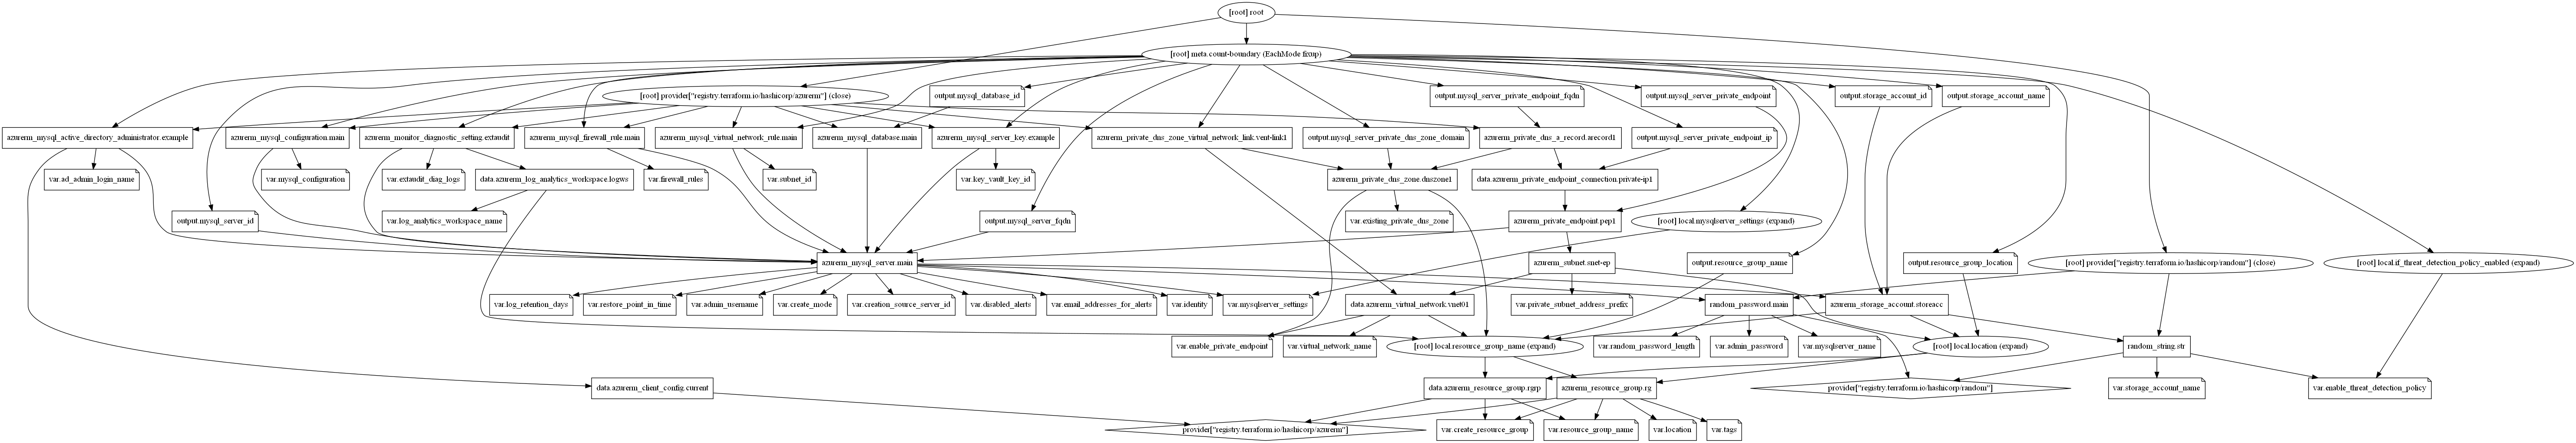 [root] root
[root] meta.count-boundary (EachMode fixup)
[root] provider["registry.terraform.io/hashicorp/azurerm"] (close)
output.mysql_database_id
output.mysql_server_private_endpoint_fqdn
output.mysql_server_private_endpoint
output.storage_account_id
output.storage_account_name
azurerm_mysql_active_directory_administrator.example
azurerm_mysql_configuration.main
azurerm_monitor_diagnostic_setting.extaudit
azurerm_mysql_firewall_rule.main
azurerm_mysql_virtual_network_rule.main
azurerm_mysql_database.main
azurerm_mysql_server_key.example
azurerm_private_dns_zone_virtual_network_link.vent-link1
output.mysql_server_private_dns_zone_domain
azurerm_private_dns_a_record.arecord1
output.mysql_server_private_endpoint_ip
var.ad_admin_login_name
var.mysql_configuration
var.extaudit_diag_logs
data.azurerm_log_analytics_workspace.logws
var.firewall_rules
var.subnet_id
var.key_vault_key_id
azurerm_private_dns_zone.dnszone1
data.azurerm_private_endpoint_connection.private-ip1
output.mysql_server_id
var.log_analytics_workspace_name
output.mysql_server_fqdn
var.existing_private_dns_zone
azurerm_private_endpoint.pep1
[root] local.mysqlserver_settings (expand)
azurerm_mysql_server.main
azurerm_subnet.snet-ep
output.resource_group_name
output.resource_group_location
[root] provider["registry.terraform.io/hashicorp/random"] (close)
[root] local.if_threat_detection_policy_enabled (expand)
var.log_retention_days
var.restore_point_in_time
var.admin_username
var.create_mode
var.creation_source_server_id
var.disabled_alerts
var.email_addresses_for_alerts
var.identity
var.mysqlserver_settings
data.azurerm_virtual_network.vnet01
var.private_subnet_address_prefix
random_password.main
azurerm_storage_account.storeacc
var.enable_private_endpoint
var.virtual_network_name
[root] local.resource_group_name (expand)
var.random_password_length
var.admin_password
var.mysqlserver_name
[root] local.location (expand)
random_string.str
data.azurerm_client_config.current
data.azurerm_resource_group.rgrp
azurerm_resource_group.rg
provider["registry.terraform.io/hashicorp/random"]
var.storage_account_name
var.enable_threat_detection_policy
provider["registry.terraform.io/hashicorp/azurerm"]
var.create_resource_group
var.resource_group_name
var.location
var.tags